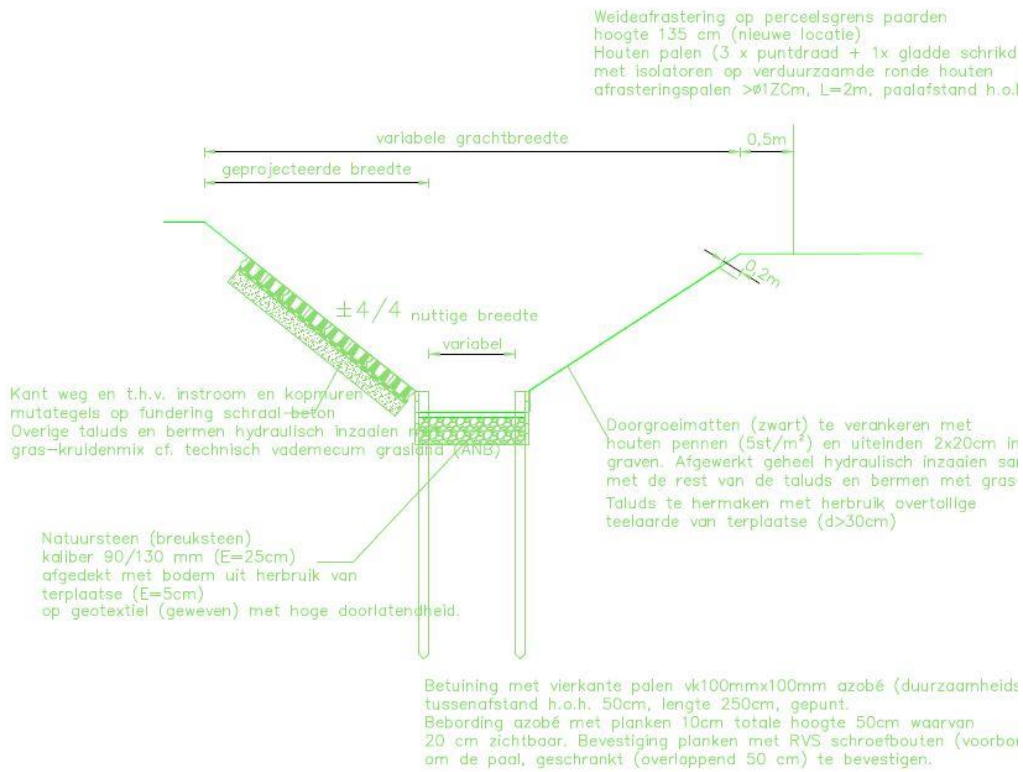 Weideafrastering op perceelsgrens paarden
hoogte 135 cm (nieuwe locatie)
Houten palen (3 x puntdraad + 1x gladde schrikd
met isolatoren op verduurzaamde ronde houten
afrasteringspalen >ø1ZCm, L=2m, paalafstand h.o.h
variabele grachtbreedte
0,5m
geprojecteerde breedte
0,2m
±4/4
nuttige breedte
variabel
Kant weg en t.h.v. instroom en kopmuren
mutategels op fundering schraal beton
Overige taluds en bermen hydraulisch inzaaien m
gras-kruidenmix cf. technisch vademecum grasland (ANB)
Doorgroeimatten (zwart) te verankeren met
houten pennen (5st/m²) en uiteinden 2x20cm in
graven. Afgewerkt geheel hydraulisch inzaaien sa
met de rest van de taluds en bermen met gras-
Taluds te hermaken met herbruik overtollige
teelaarde van terplaatse (d>30cm)
Natuursteen (breuksteen)
kaliber 90/130 mm (E=25cm)
afgedekt met bodem uit herbruik van
terplaatse (E=5cm)
op geotextiel (geweven) met hoge doorlatendheid.
Betuining met vierkante palen vk100mmx100mm azobé (duurzaamheids
tussenafstand h.o.h. 50cm, lengte 250cm, gepunt.
Bebording azobé met planken 10cm totale hoogte 50cm waarvan
20 cm zichtbaar. Bevestiging planken met RVS schroefbouten (voorbo
om de paal, geschrankt (overlappend 50 cm) te bevestigen.